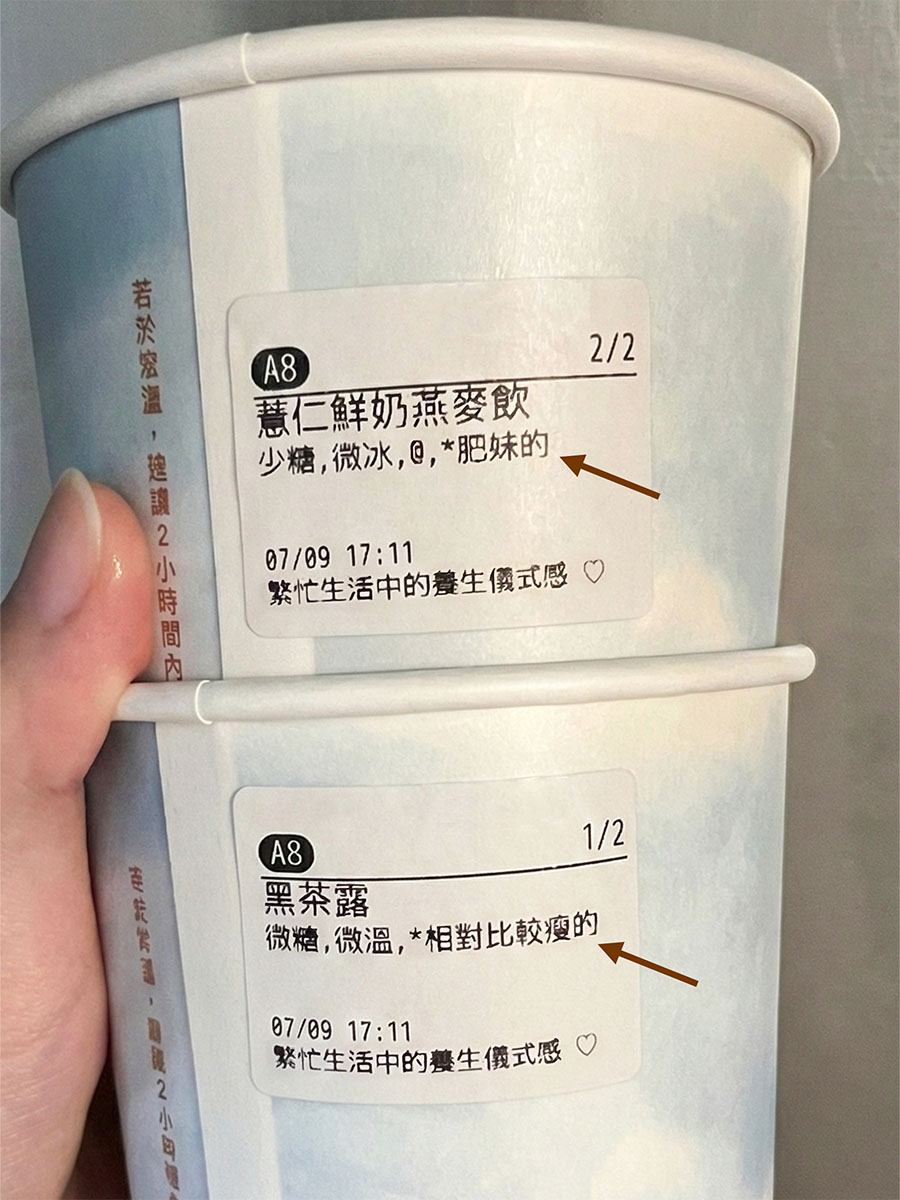 A8 2/2
薏仁鮮奶燕麥飲
少糖,微冰,@,*肥妹的
07/09 17:11
繁忙生活中的養生儀式感 ♡
若於室溫，建議2小時間內
A8 1/2
黑茶露
微糖,微溫,*相對比較瘦的
07/09 17:11
繁忙生活中的養生儀式感 ♡
2小